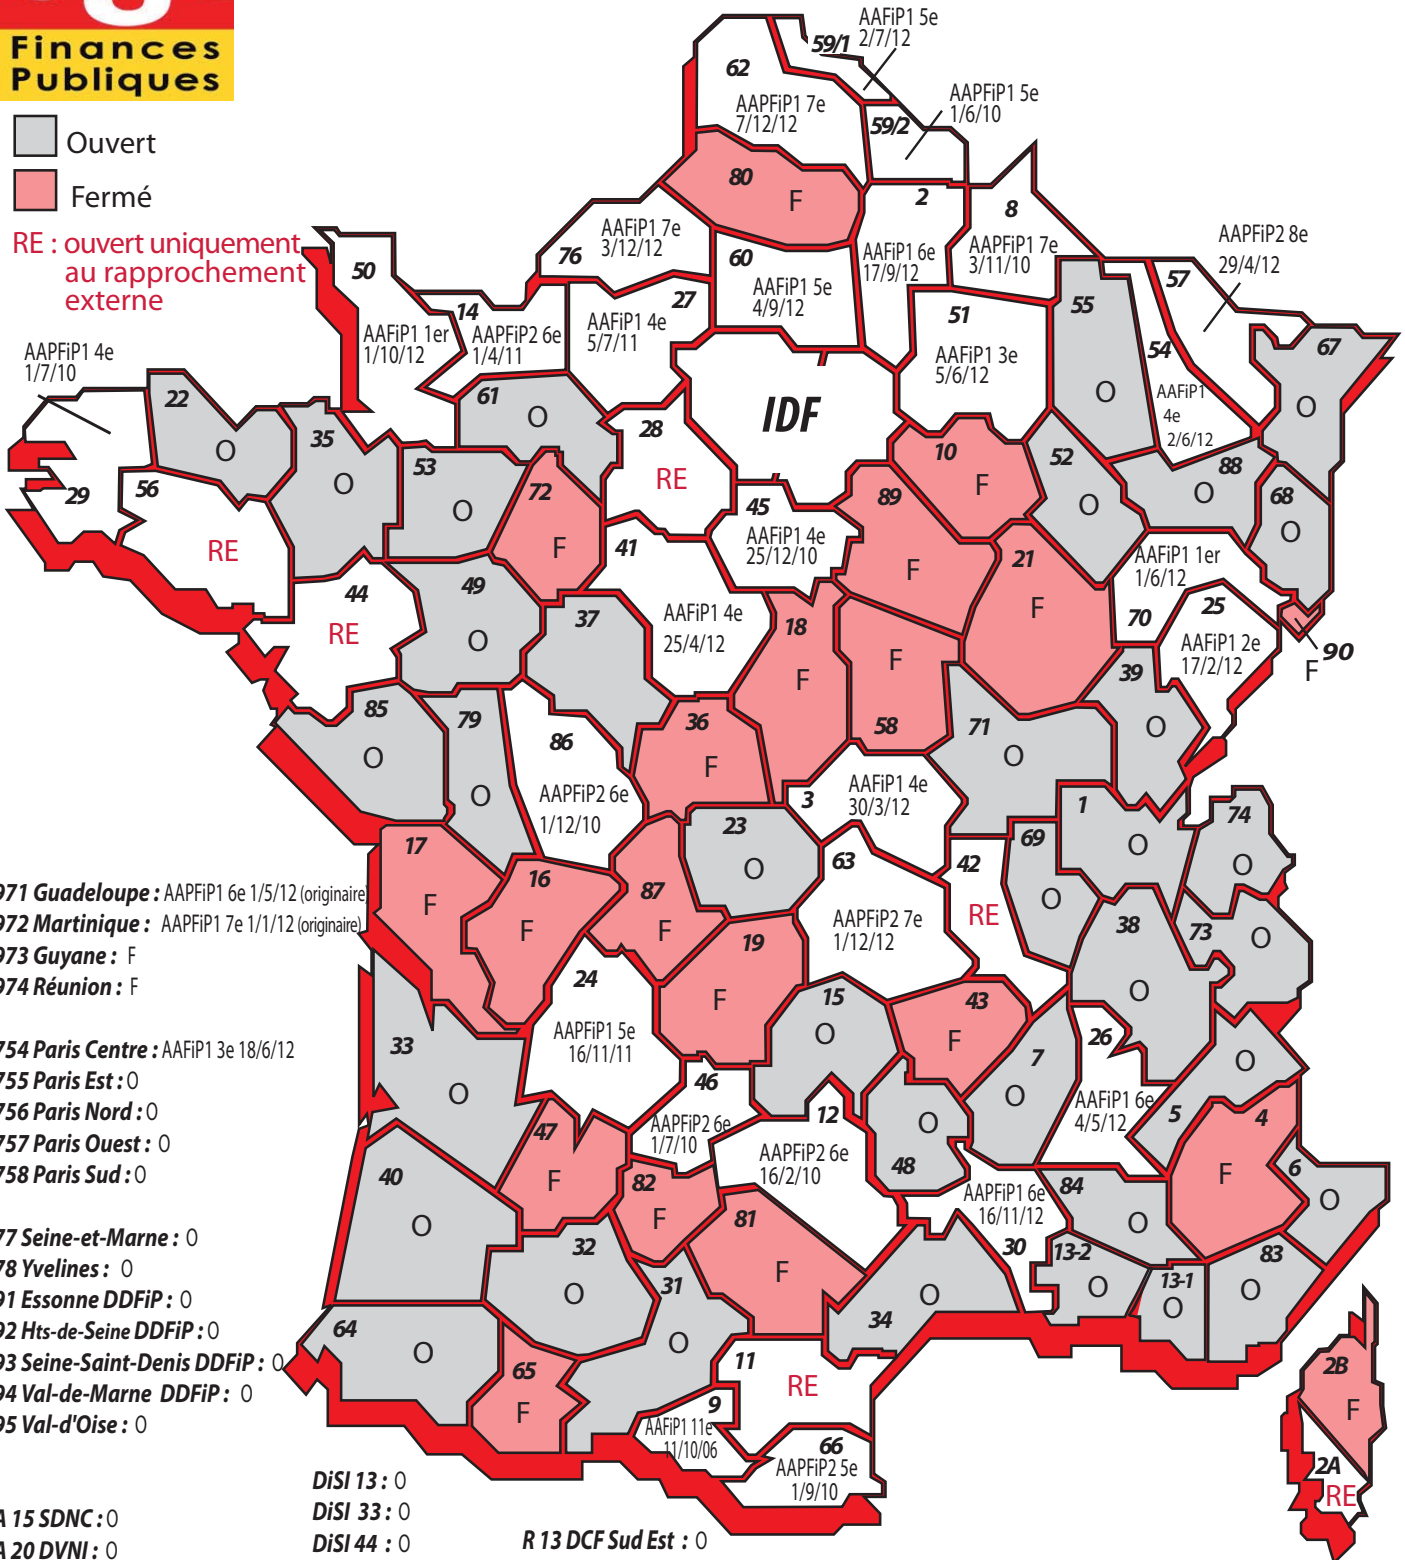 Finances
Publiques
Ouvert
Fermé
RE : ouvert uniquement
au rapprochement
externe
59/1
AAFiP1 5e
2/7/12
62
AAPFiP1 7e
7/12/12
59/2
AAPFiP1 5e
1/6/10
80
F
2
AAFiP1 6e
17/9/12
8
AAPFiP1 7e
3/11/10
76
AAFiP1 7e
3/12/12
60
AAFiP1 5e
4/9/12
57
AAPFiP2 8e
29/4/12
50
AAFiP1 1er
1/10/12
14
AAPFiP2 6e
1/4/11
27
AAFiP1 4e
5/7/11
51
AAFiP1 3e
5/6/12
55
O
54
AAFiP1
4e
2/6/12
67
O
AAPFiP1 4e
1/7/10
29
22
O
35
O
61
O
28
RE
IDF
10
F
52
O
88
O
68
O
56
RE
53
O
72
F
45
AAFiP1 4e
25/12/10
89
F
21
F
AAFiP1 1er
1/6/12
70
25
AAFiP1 2e
17/2/12
90
F
44
RE
49
O
37
41
AAFiP1 4e
25/4/12
18
F
F
58
39
O
85
O
79
O
86
AAPFiP2 6e
1/12/10
36
F
71
O
3
AAFiP1 4e
30/3/12
1
O
74
O
17
F
16
F
87
F
23
O
63
AAPFiP2 7e
1/12/12
42
RE
69
O
38
O
73
O
971 Guadeloupe : AAPFiP1 6e 1/5/12 (originaire)
972 Martinique : AAPFiP1 7e 1/1/12 (originaire)
973 Guyane : F
974 Réunion : F
19
F
24
AAPFiP1 5e
16/11/11
15
O
43
F
7
O
26
AAFiP1 6e
4/5/12
5
O
4
F
6
O
754 Paris Centre : AAFiP1 3e 18/6/12
755 Paris Est : O
756 Paris Nord : O
757 Paris Ouest : O
758 Paris Sud : O
33
O
46
AAPFiP2 6e
1/7/10
12
AAPFiP2 6e
16/2/10
48
O
47
F
82
F
40
O
81
F
AAPFiP1 6e
16/11/12
30
84
O
13-2
O
13-1
O
83
O
77 Seine-et-Marne : O
78 Yvelines : O
91 Essonne DDFiP : O
92 Hts-de-Seine DDFiP : O
93 Seine-Saint-Denis DDFiP : O
94 Val-de-Marne DDFiP : O
95 Val-d'Oise : O
32
O
31
O
34
O
64
O
65
F
11
RE
9
AAFiP1 11e
11/10/06
66
AAPFiP2 5e
1/9/10
2B
F
2A
RE
A 15 SDNC : O
A 20 DVNI : O
DiSI 13 : O
DiSI 33 : O
DiSI 44 : O
R 13 DCF Sud Est : O